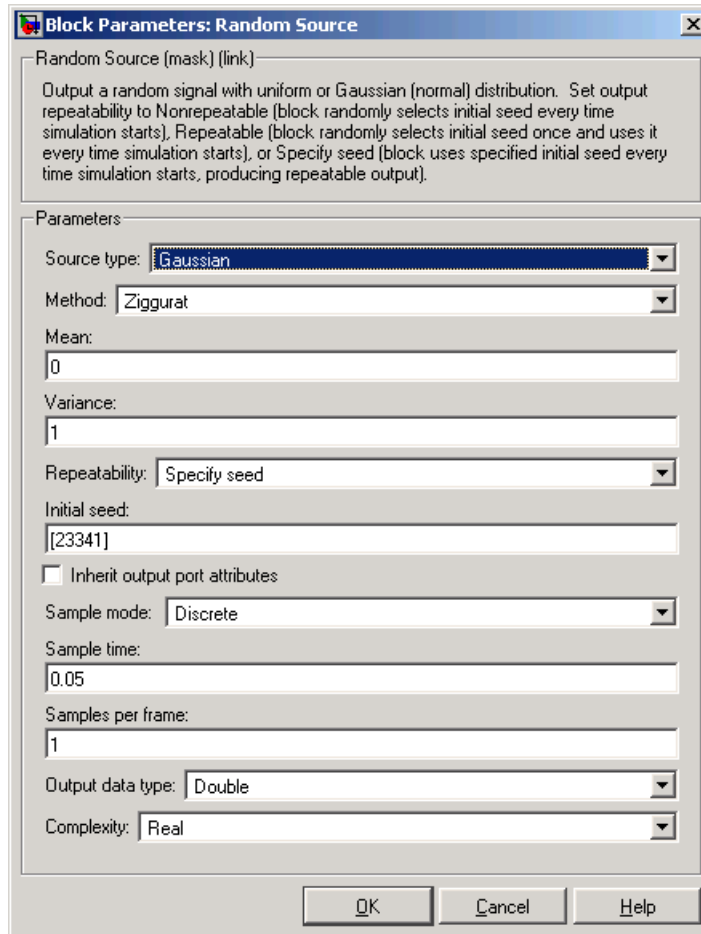 Block Parameters: Random Source
Random Source (mask) (link)
Output a random signal with uniform or Gaussian (normal) distribution.  Set output
repeatability to Nonrepeatable (block randomly selects initial seed every time
simulation starts), Repeatable (block randomly selects initial seed once and uses it
every time simulation starts), or Specify seed (block uses specified initial seed every
time simulation starts, producing repeatable output).
Parameters
Source type: Gaussian
Method: Ziggurat
Mean:
0
Variance:
1
Repeatability: Specify seed
Initial seed:
[23341]
Inherit output port attributes
Sample mode: Discrete
Sample time:
0.05
Samples per frame:
1
Output data type: Double
Complexity: Real
OK Cancel Help